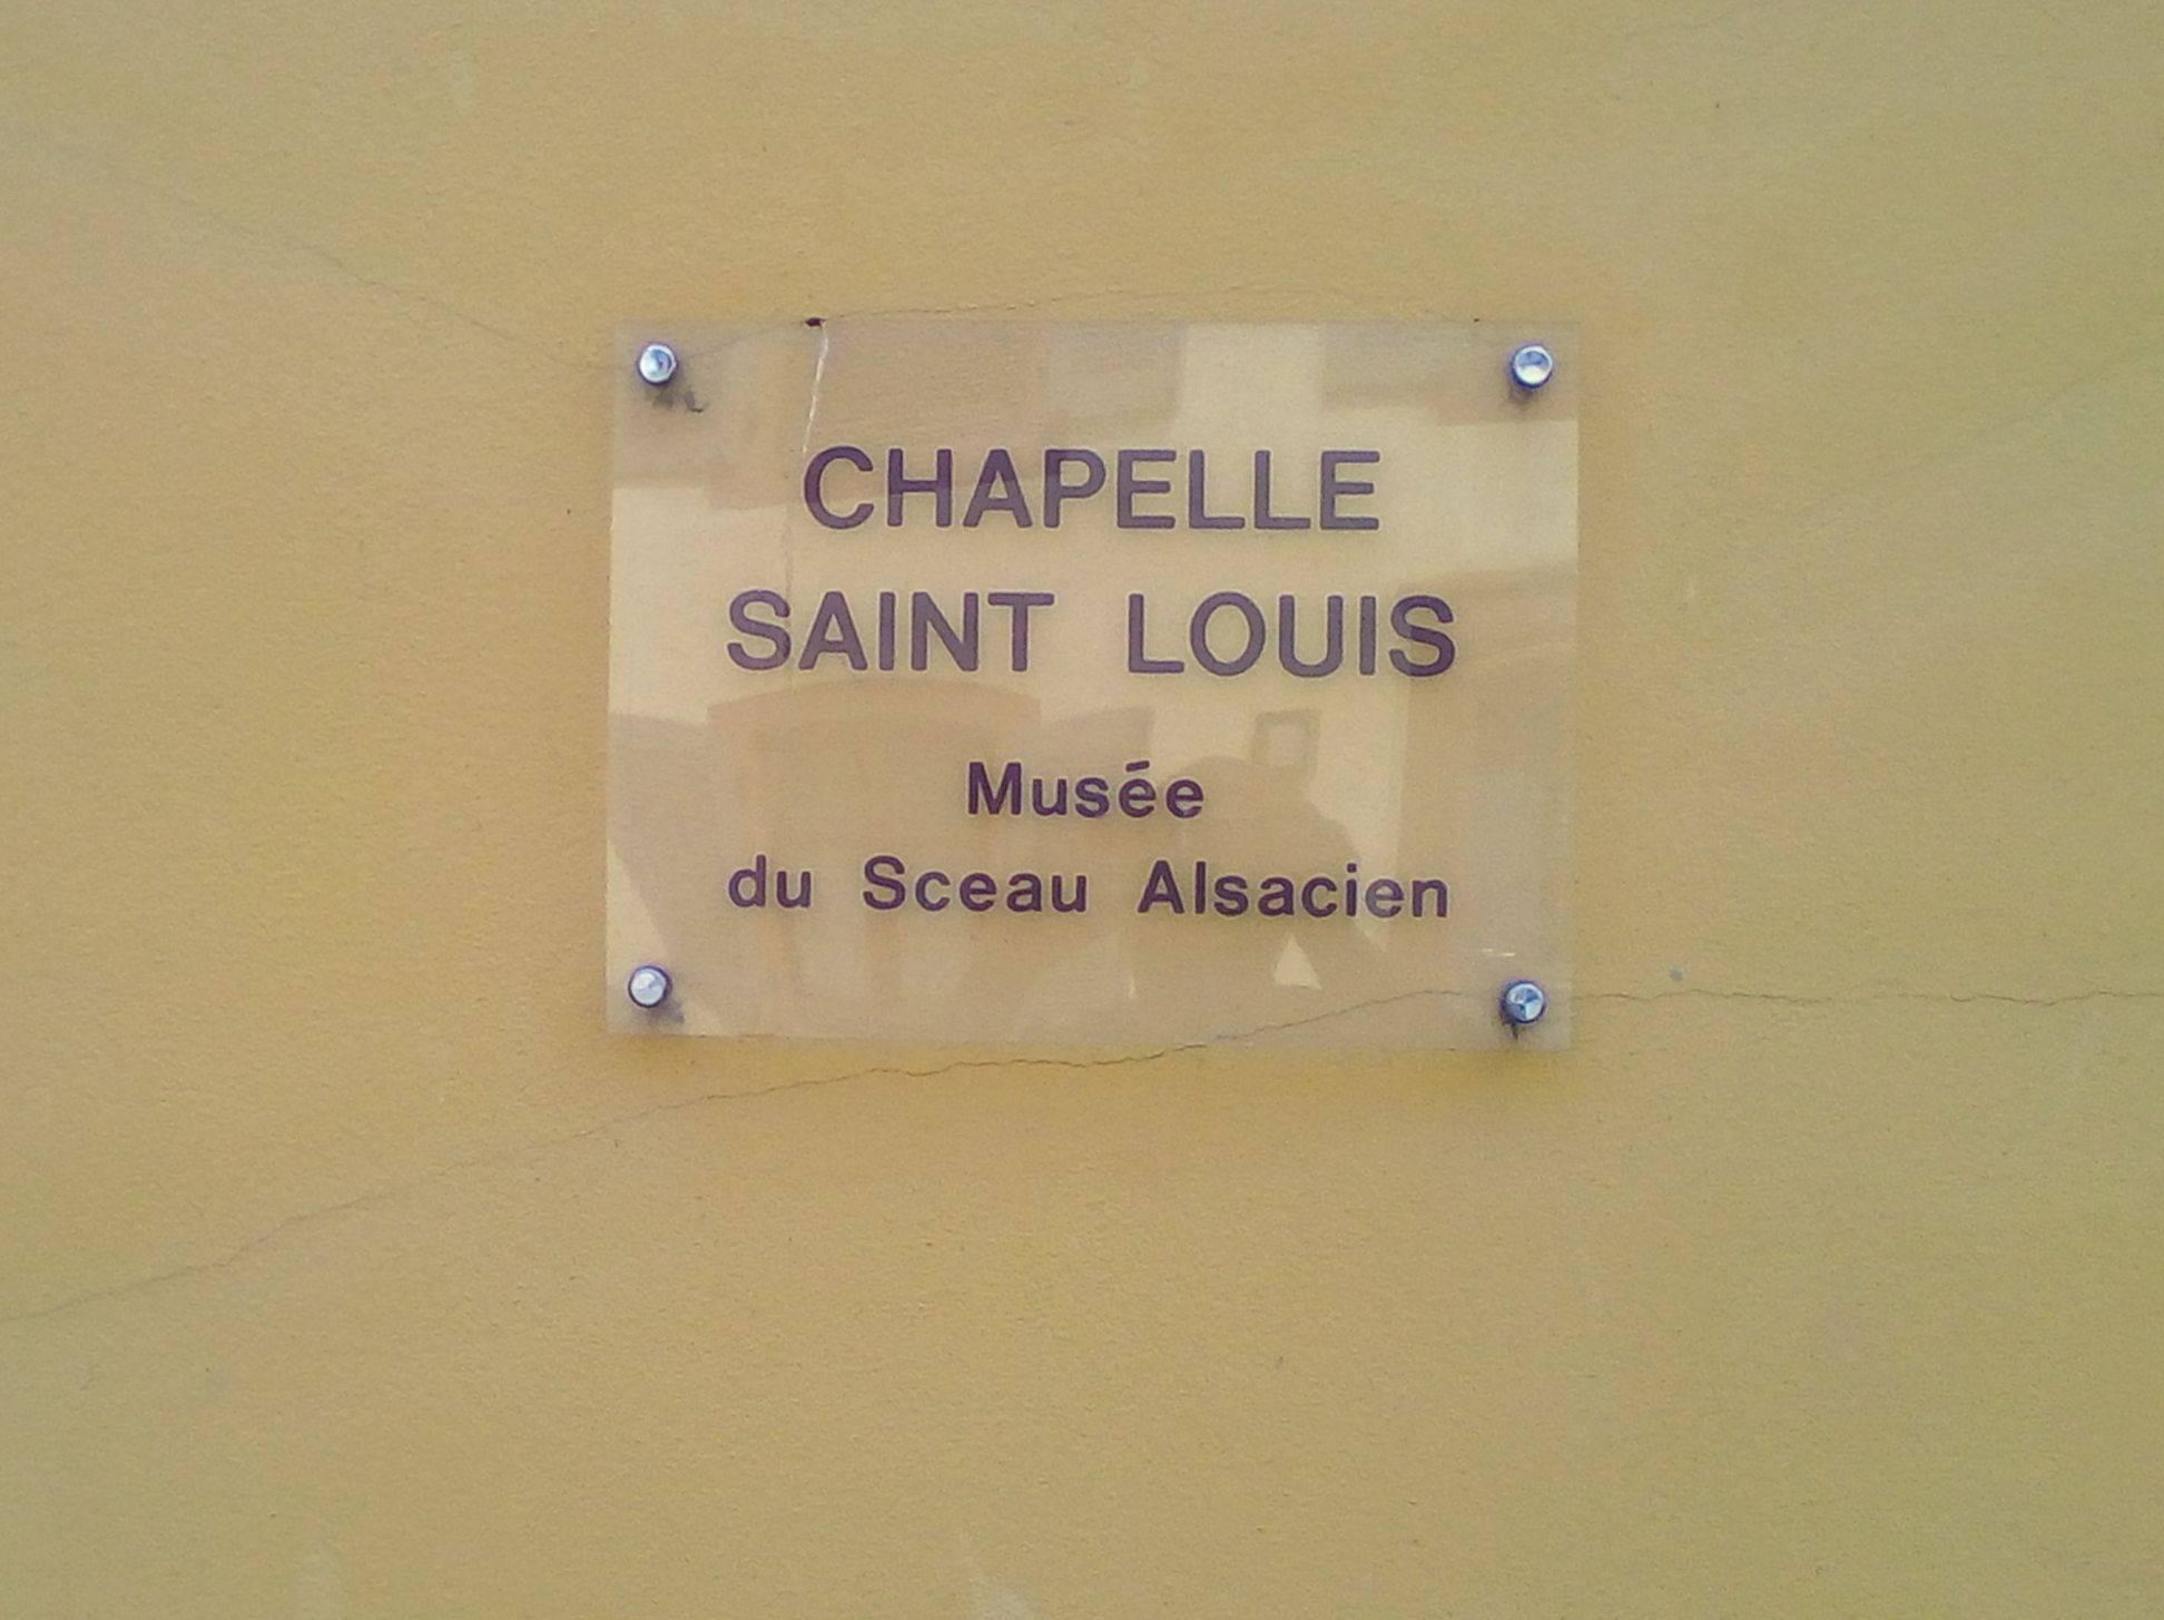 CHAPELLE
SAINT LOUIS
Musée
du Sceau Alsacien